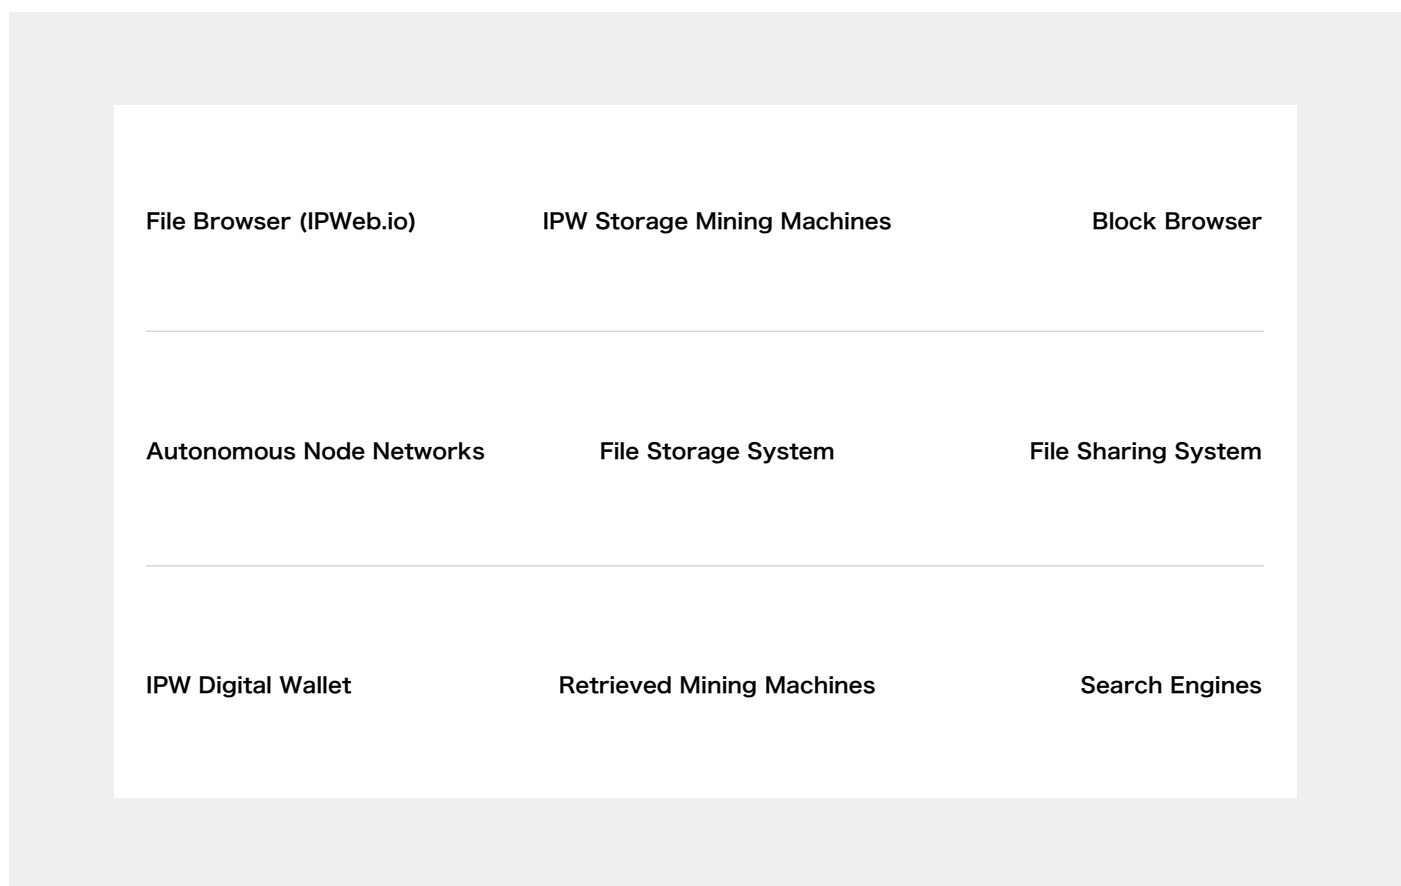 File Browser (IPWeb.io) IPW Storage Mining Machines Block Browser
Autonomous Node Networks File Storage System File Sharing System
IPW Digital Wallet Retrieved Mining Machines Search Engines